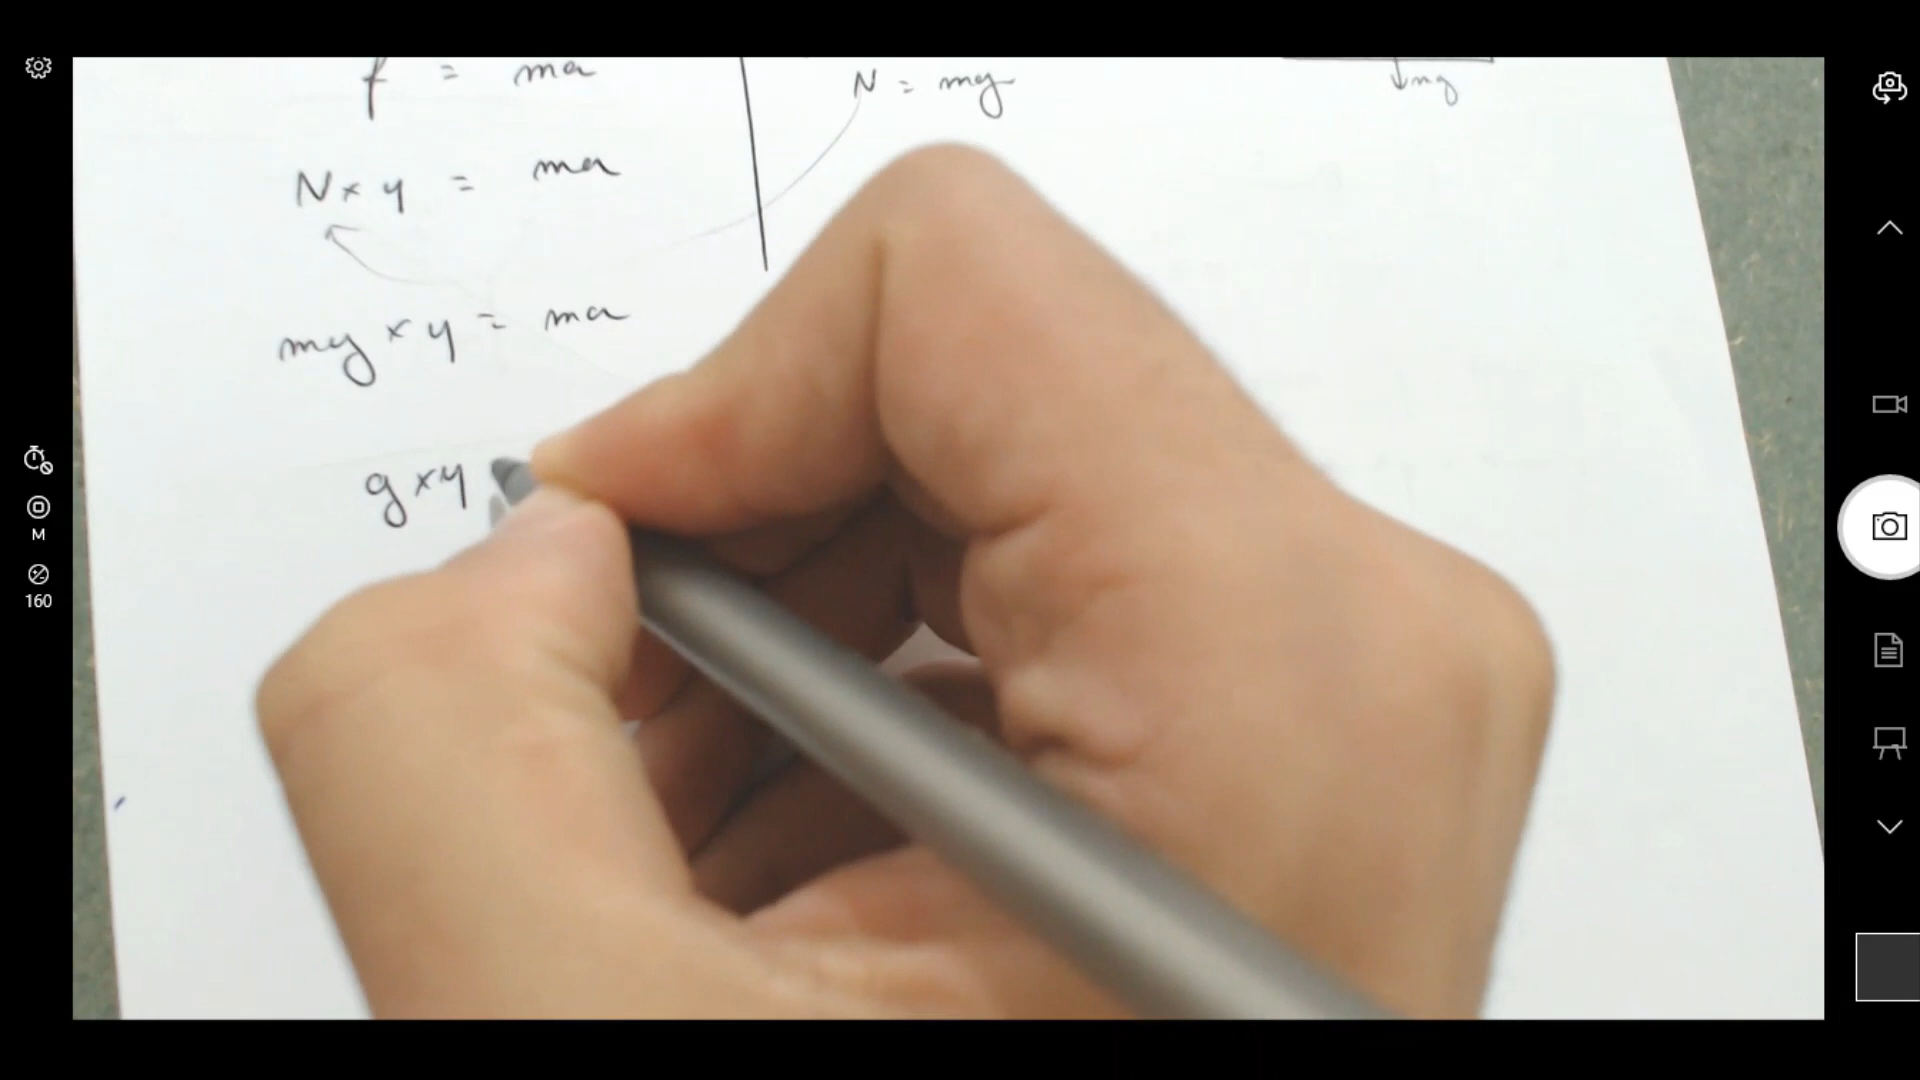 f = ma
N × y = ma
mg × y = ma
g × y
N = mg
↓mg
M
160